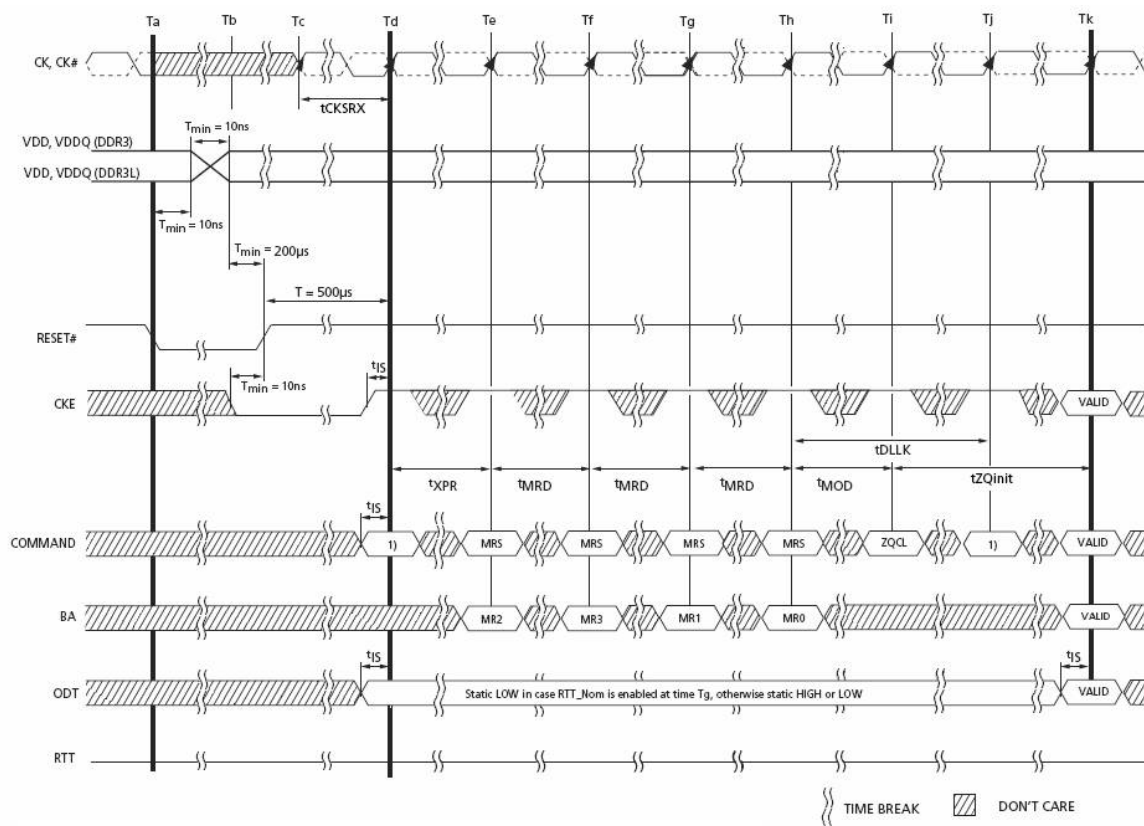 Ta Tb Tc Td Te Tf Tg Th Ti Tj Tk
CK, CK#
tCKSRX
Tmin = 10ns
VDD, VDDQ (DDR3)
VDD, VDDQ (DDR3L)
Tmin = 10ns
Tmin = 200µs
T = 500µs
RESET#
tIS
Tmin = 10ns
CKE
VALID
tDLLK
tXPR tMRD tMRD tMRD tMOD tZQinit
tIS
COMMAND 1) MRS MRS MRS MRS ZQCL 1) VALID
BA MR2 MR3 MR1 MR0 VALID
tIS tIS
ODT Static LOW in case RTT_Nom is enabled at time Tg, otherwise static HIGH or LOW VALID
RTT
TIME BREAK DON'T CARE